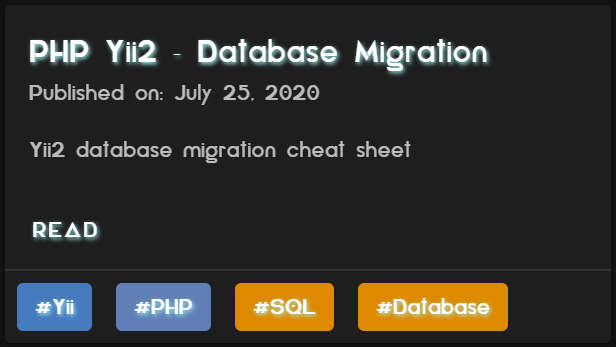 PHP Yii2 - Database Migration
Published on: July 25, 2020
Yii2 database migration cheat sheet
READ
#Yii #PHP #SQL #Database